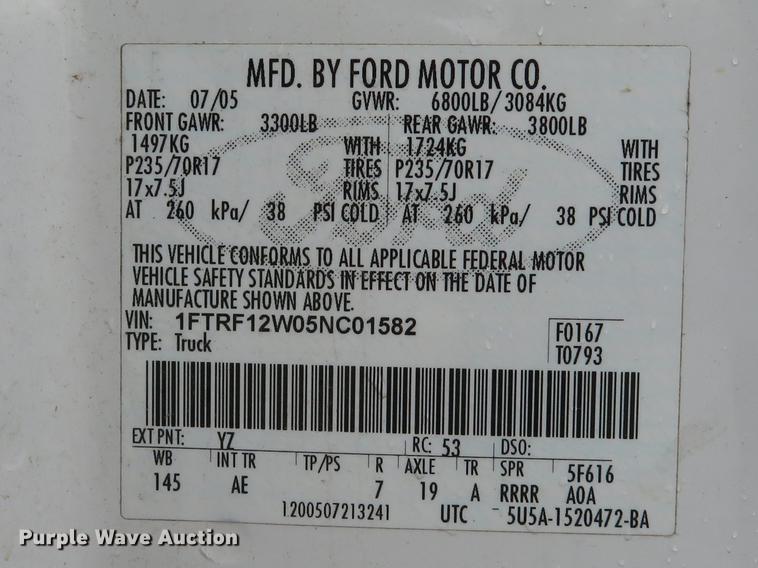 MFD. BY FORD MOTOR CO.
DATE: 07/05 GVWR: 6800LB/3084KG
FRONT GAWR: 3300LB REAR GAWR: 3800LB
1497KG WITH 1724KG WITH
P235/70R17 TIRES P235/70R17 TIRES
17x7.5J RIMS 17x7.5J RIMS
AT 260 kPa/ 38 PSI COLD AT 260 kPa/ 38 PSI COLD
Ford
THIS VEHICLE CONFORMS TO ALL APPLICABLE FEDERAL MOTOR
VEHICLE SAFETY STANDARDS IN EFFECT ON THE DATE OF
MANUFACTURE SHOWN ABOVE.
VIN: 1FTRF12W05NC01582 F0167
TYPE: Truck T0793
EXT PNT: YZ RC: 53 DSO:
WB INT TR TP/PS R AXLE TR SPR 5F616
145 AE 7 19 A RRRR A0A
1200507213241 UTC 5U5A-1520472-BA
Purple Wave Auction